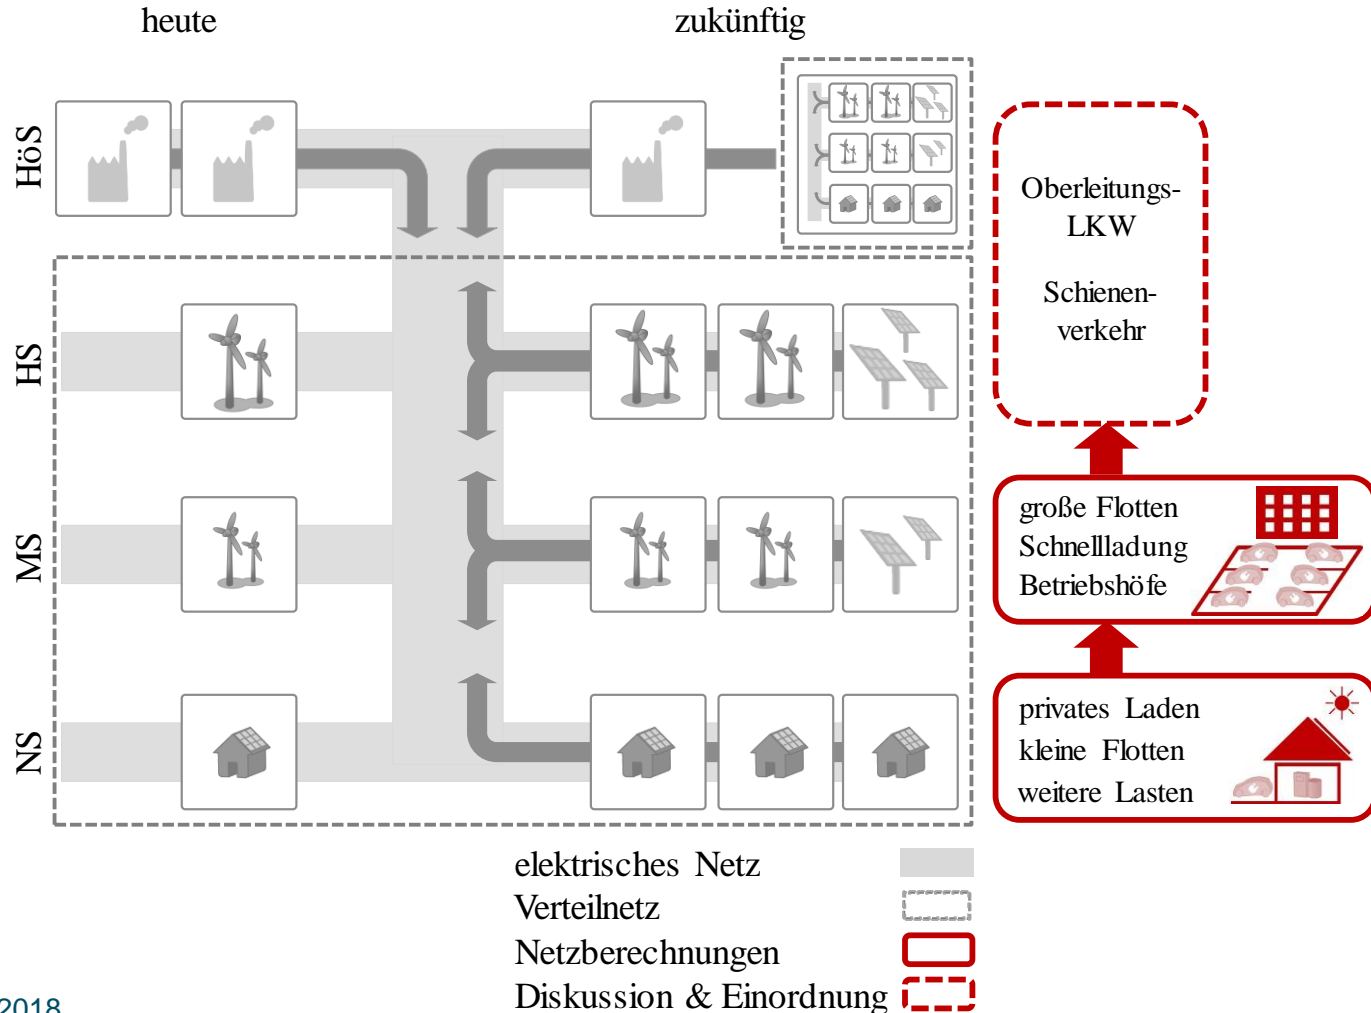 heute
zukünftig
HöS
HS
MS
NS
Oberleitungs-
LKW
Schienen-
verkehr
große Flotten
Schnellladung
Betriebshöfe
privates Laden
kleine Flotten
weitere Lasten
elektrisches Netz
Verteilnetz
Netzberechnungen
Diskussion & Einordnung
2018